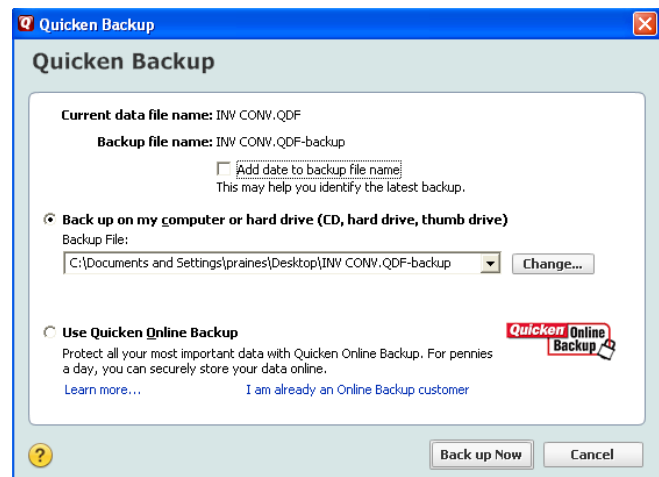 Quicken Backup
Quicken Backup
Current data file name: INV CONV.QDF
Backup file name: INV CONV.QDF-backup
Add date to backup file name
This may help you identify the latest backup.
Back up on my computer or hard drive (CD, hard drive, thumb drive)
Backup File:
C:\Documents and Settings\praines\Desktop\INV CONV.QDF-backup
Change...
Use Quicken Online Backup
Quicken Online
Backup
Protect all your most important data with Quicken Online Backup. For pennies
a day, you can securely store your data online.
Learn more...
I am already an Online Backup customer
?
Back up Now
Cancel